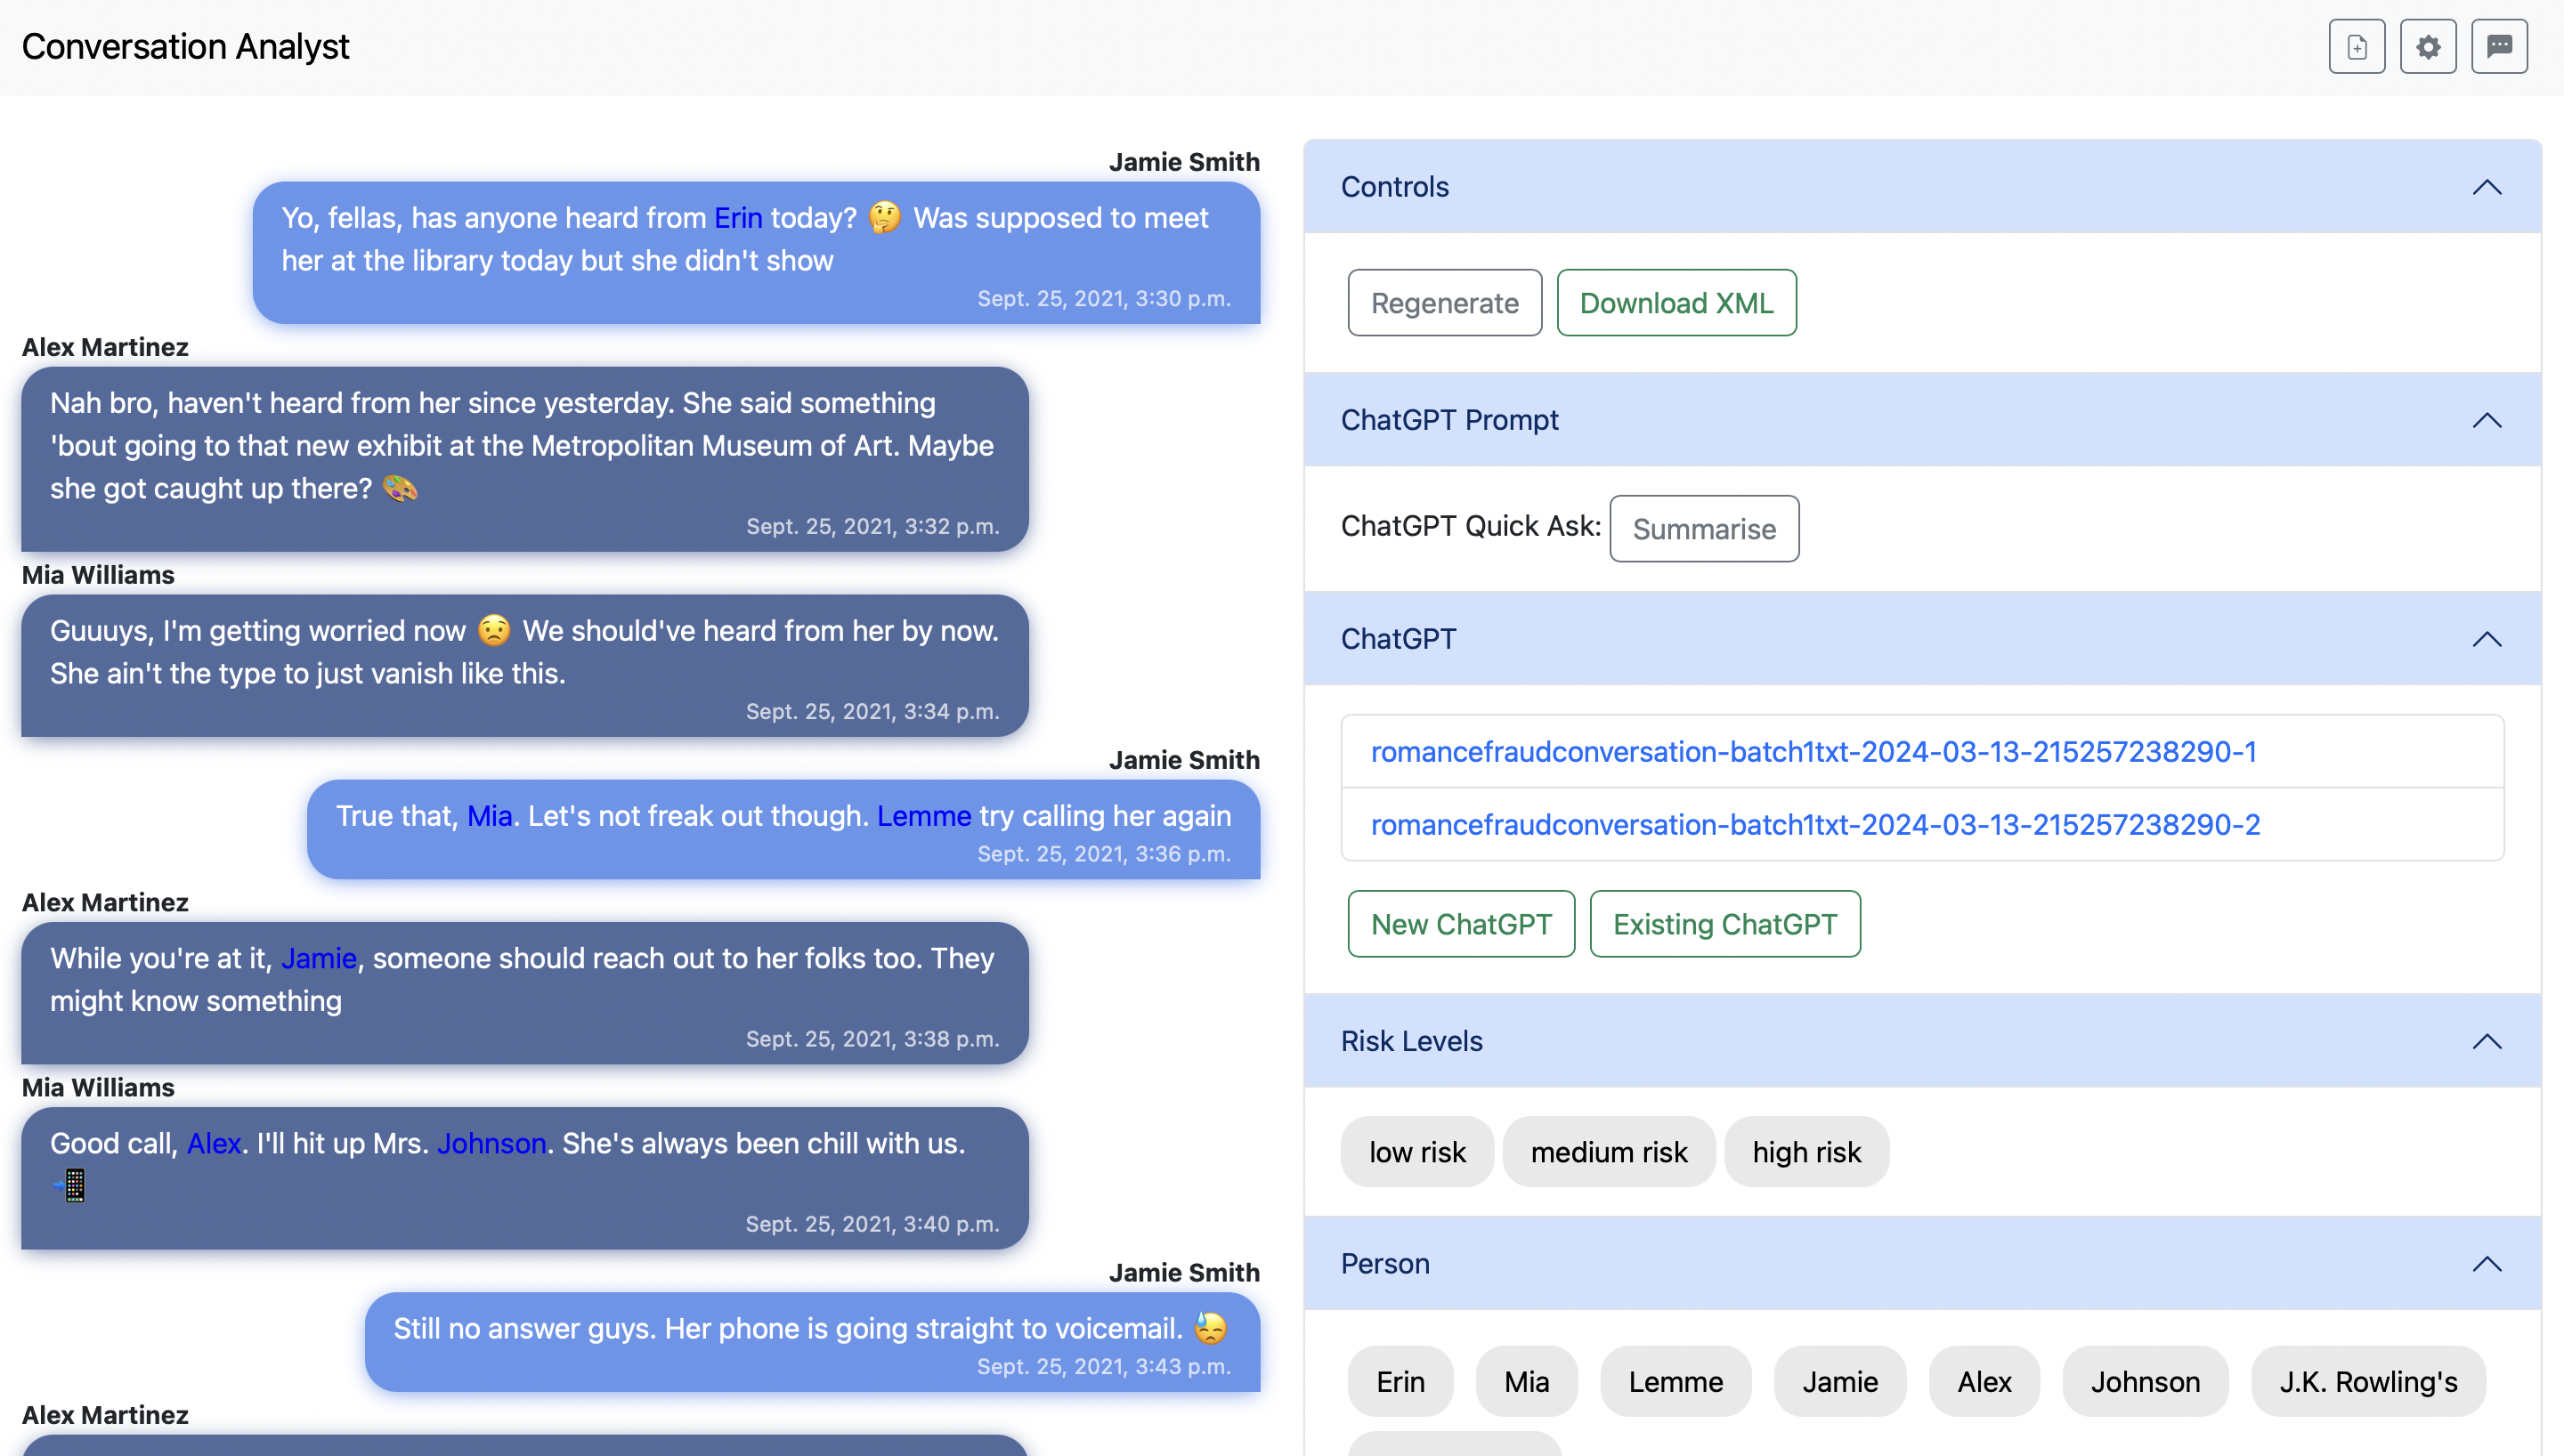 Conversation Analyst
Jamie Smith
Yo, fellas, has anyone heard from Erin today? 🤔 Was supposed to meet
her at the library today but she didn't show
Sept. 25, 2021, 3:30 p.m.
Alex Martinez
Nah bro, haven't heard from her since yesterday. She said something
'bout going to that new exhibit at the Metropolitan Museum of Art. Maybe
she got caught up there? 🎨
Sept. 25, 2021, 3:32 p.m.
Mia Williams
Guuuys, I'm getting worried now 😟 We should've heard from her by now.
She ain't the type to just vanish like this.
Sept. 25, 2021, 3:34 p.m.
Jamie Smith
True that, Mia. Let's not freak out though. Lemme try calling her again
Sept. 25, 2021, 3:36 p.m.
Alex Martinez
While you're at it, Jamie, someone should reach out to her folks too. They
might know something
Sept. 25, 2021, 3:38 p.m.
Mia Williams
Good call, Alex. I'll hit up Mrs. Johnson. She's always been chill with us.
📲
Sept. 25, 2021, 3:40 p.m.
Jamie Smith
Still no answer guys. Her phone is going straight to voicemail. 😓
Sept. 25, 2021, 3:43 p.m.
Alex Martinez
Controls
Regenerate Download XML
ChatGPT Prompt
ChatGPT Quick Ask: Summarise
ChatGPT
romancefraudconversation-batch1txt-2024-03-13-215257238290-1
romancefraudconversation-batch1txt-2024-03-13-215257238290-2
New ChatGPT Existing ChatGPT
Risk Levels
low risk medium risk high risk
Person
Erin Mia Lemme Jamie Alex Johnson J.K. Rowling's